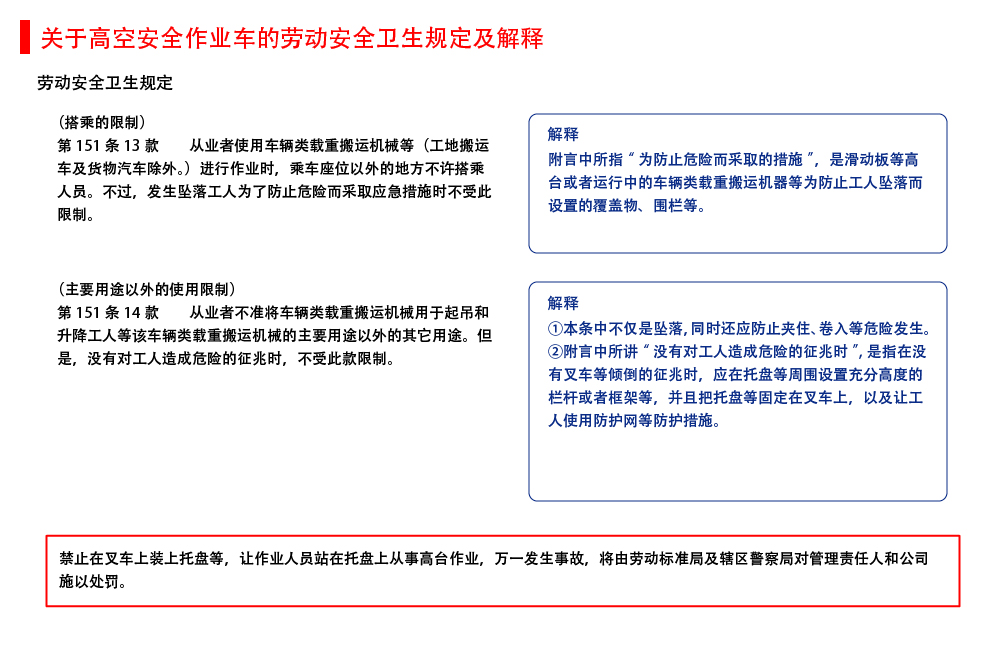 关于高空安全作业车的劳动安全卫生规定及解释
劳动安全卫生规定
（搭乘的限制）
第 151 条 13 款　　从业者使用车辆类载重搬运机械等（工地搬运
车及货物汽车除外。）进行作业时，乘车座位以外的地方不许搭乘
人员。不过，发生坠落工人为了防止危险而采取应急措施时不受此
限制。
解释
附言中所指“为防止危险而采取的措施”，是滑动板等高
台或者运行中的车辆类载重搬运机器等为防止工人坠落而
设置的覆盖物、围栏等。
（主要用途以外的使用限制）
第 151 条 14 款　　从业者不准将车辆类载重搬运机械用于起吊和
升降工人等该车辆类载重搬运机械的主要用途以外的其它用途。但
是，没有对工人造成危险的征兆时，不受此款限制。
解释
①本条中不仅是坠落，同时还应防止夹住、卷入等危险发生。
②附言中所讲“没有对工人造成危险的征兆时”，是指在没
有叉车等倾倒的征兆时，应在托盘等周围设置充分高度的
栏杆或者框架等，并且把托盘等固定在叉车上，以及让工
人使用防护网等防护措施。
禁止在叉车上装上托盘等，让作业人员站在托盘上从事高台作业，万一发生事故，将由劳动标准局及辖区警察局对管理责任人和公司
施以处罚。